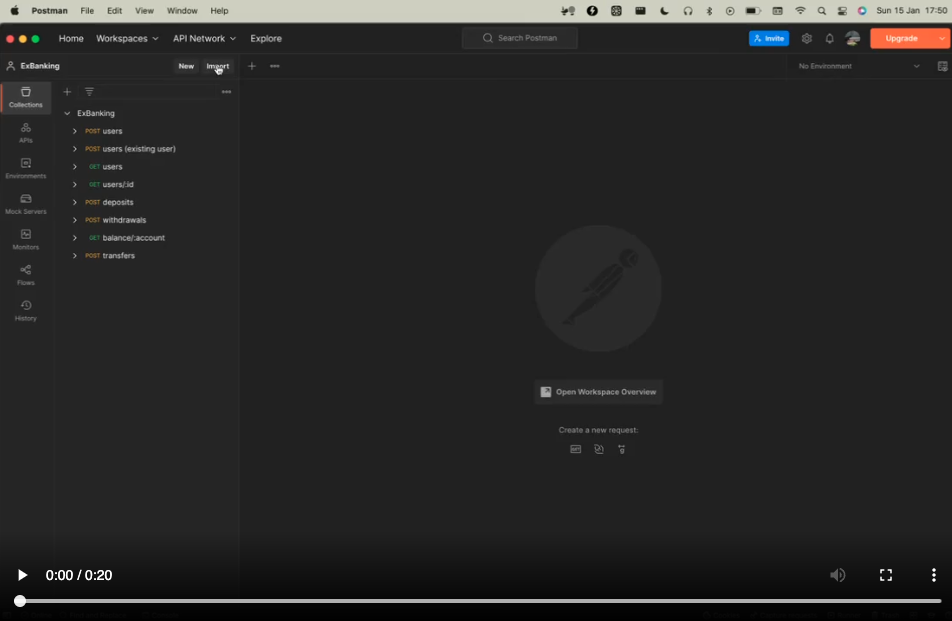 Postman File Edit View Window Help Sun 15 Jan 17:50
Home Workspaces API Network Explore Search Postman Invite Upgrade
ExBanking New Import No Environment
Collections
APIs
Environments
Mock Servers
Monitors
Flows
History
ExBanking
POST users
POST users (existing user)
GET users
GET users/:id
POST deposits
POST withdrawals
GET balance/:account
POST transfers
Open Workspace Overview
Create a new request:
0:00 / 0:20